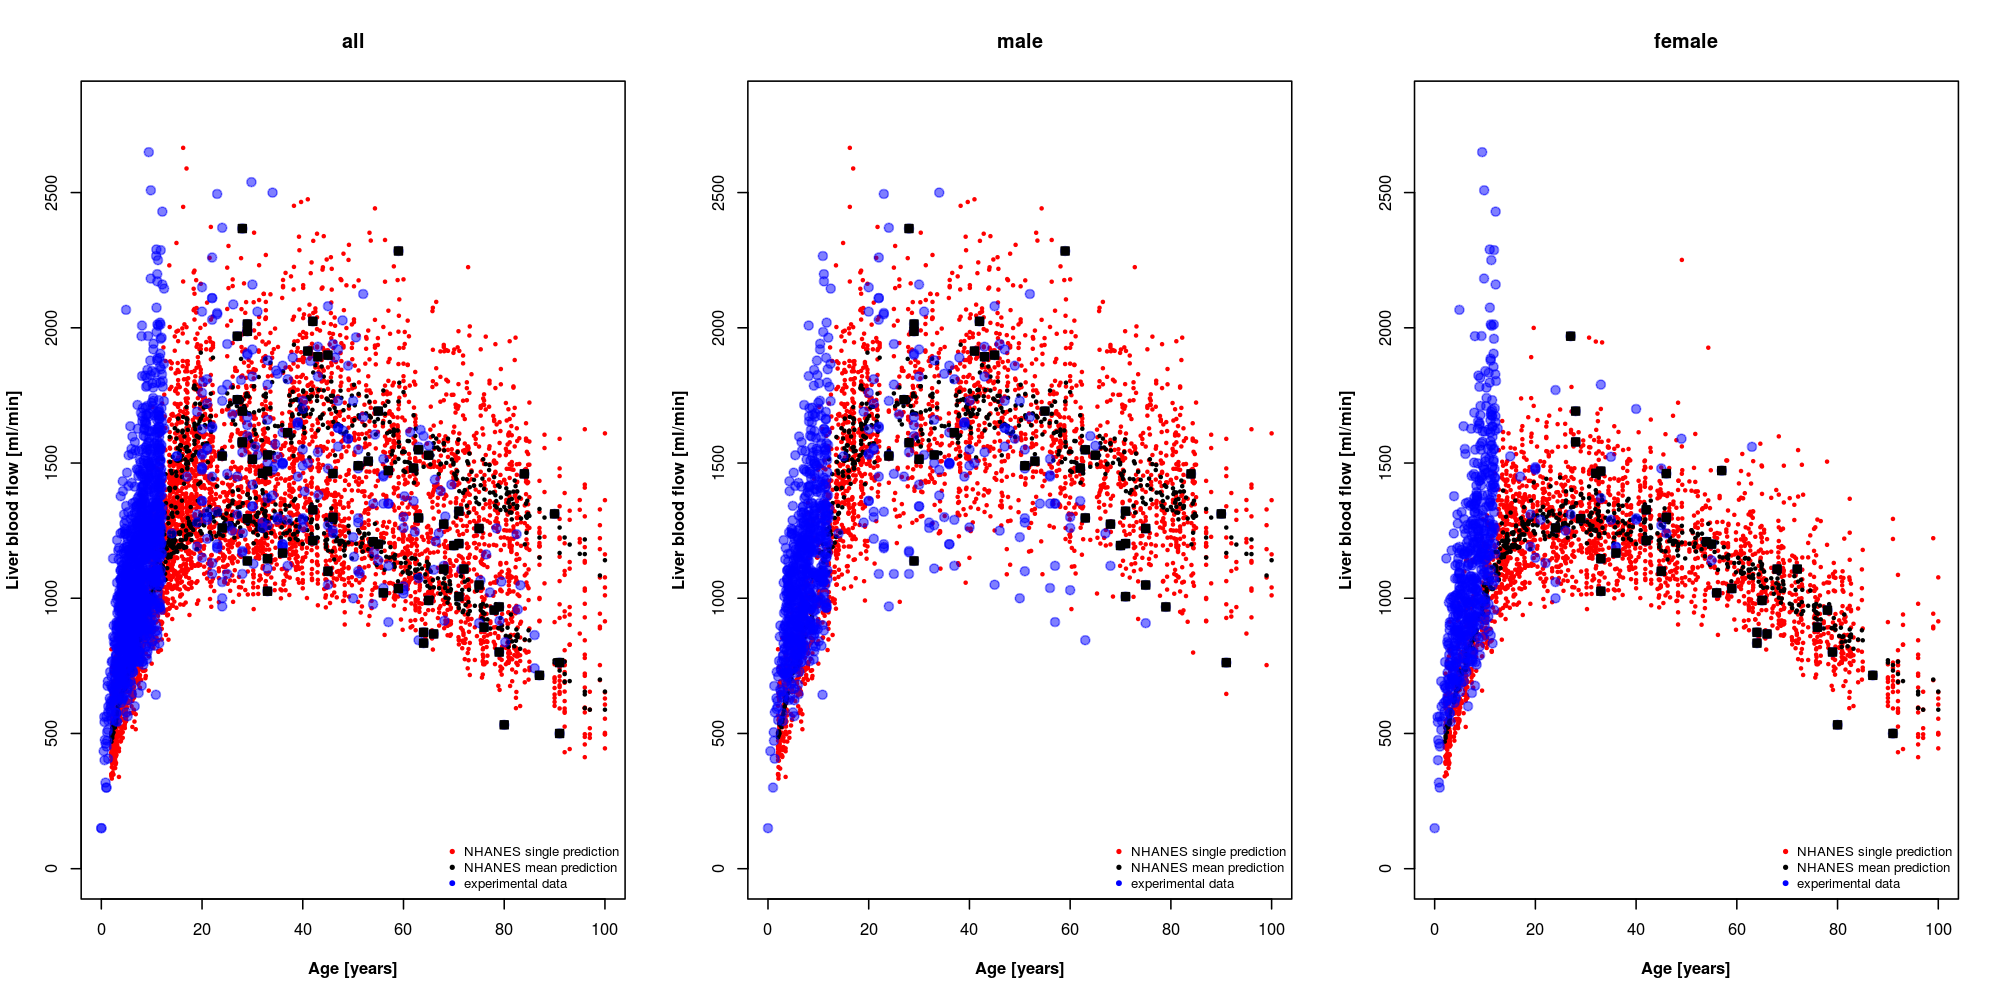 all
Liver blood flow [ml/min]
2500
2000
1500
1000
500
0
NHANES single prediction
NHANES mean prediction
experimental data
0 20 40 60 80 100
Age [years]
male
Liver blood flow [ml/min]
2500
2000
1500
1000
500
0
NHANES single prediction
NHANES mean prediction
experimental data
0 20 40 60 80 100
Age [years]
female
Liver blood flow [ml/min]
2500
2000
1500
1000
500
0
NHANES single prediction
NHANES mean prediction
experimental data
0 20 40 60 80 100
Age [years]